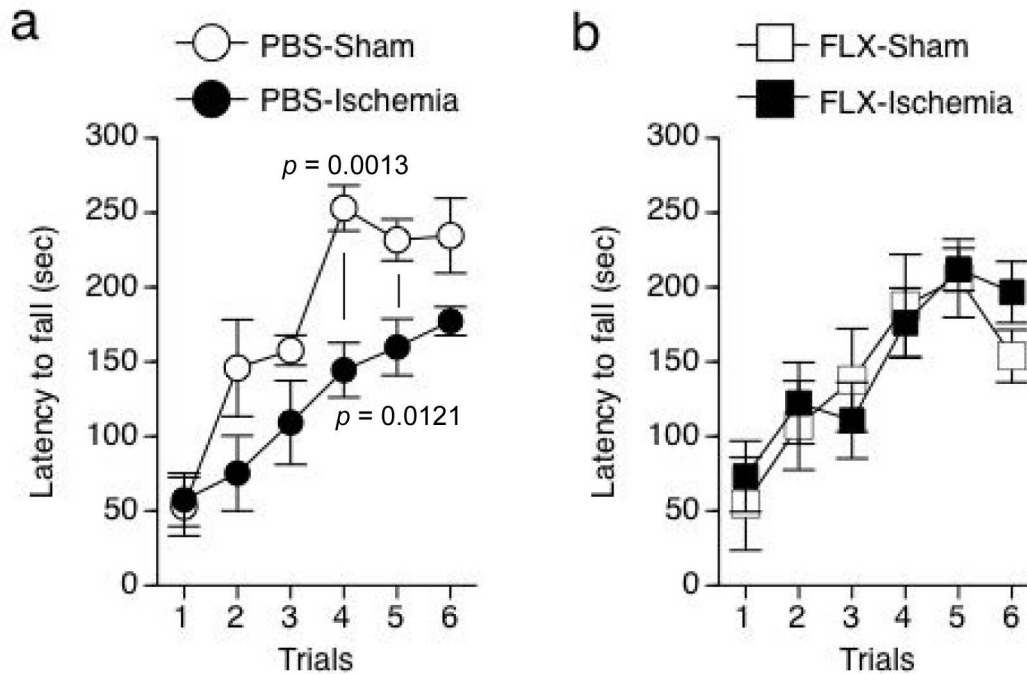 a
PBS-Sham
PBS-Ischemia
300
250
200
150
100
50
0
Latency to fall (sec)
p = 0.0013
p = 0.0121
1 2 3 4 5 6
Trials
b
FLX-Sham
FLX-Ischemia
300
250
200
150
100
50
0
Latency to fall (sec)
1 2 3 4 5 6
Trials